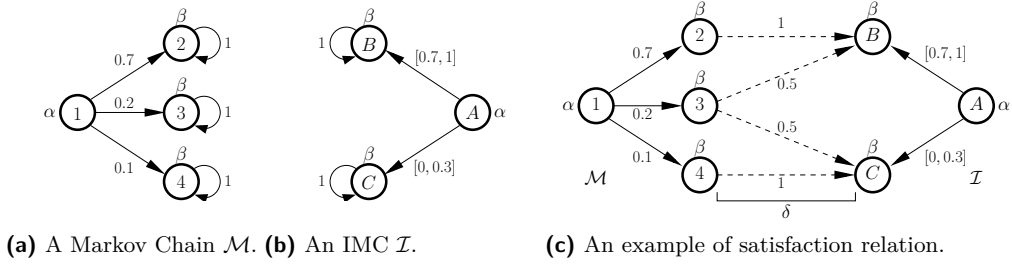 β β β β
2 1 1 B 2 1 B
0.7 [0.7, 1] 0.7 [0.7, 1]
β β 0.5
α 1 0.2 3 1 A α α 1 0.2 3 A α
β β β 0.5 β
0.1 [0, 0.3] 0.1 [0, 0.3]
4 1 1 C M 4 1 C I
δ
(a) A Markov Chain M. (b) An IMC I. (c) An example of satisfaction relation.